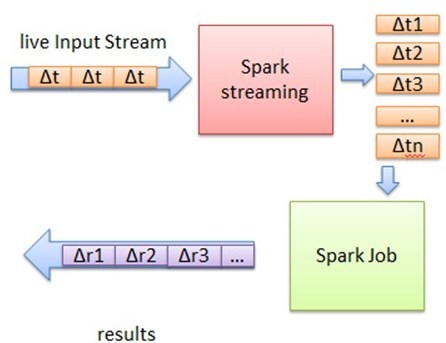 live Input Stream
Δt Δt Δt
Spark
streaming
Δt1
Δt2
Δt3
...
Δtn
Spark Job
Δr1 Δr2 Δr3 ...
results